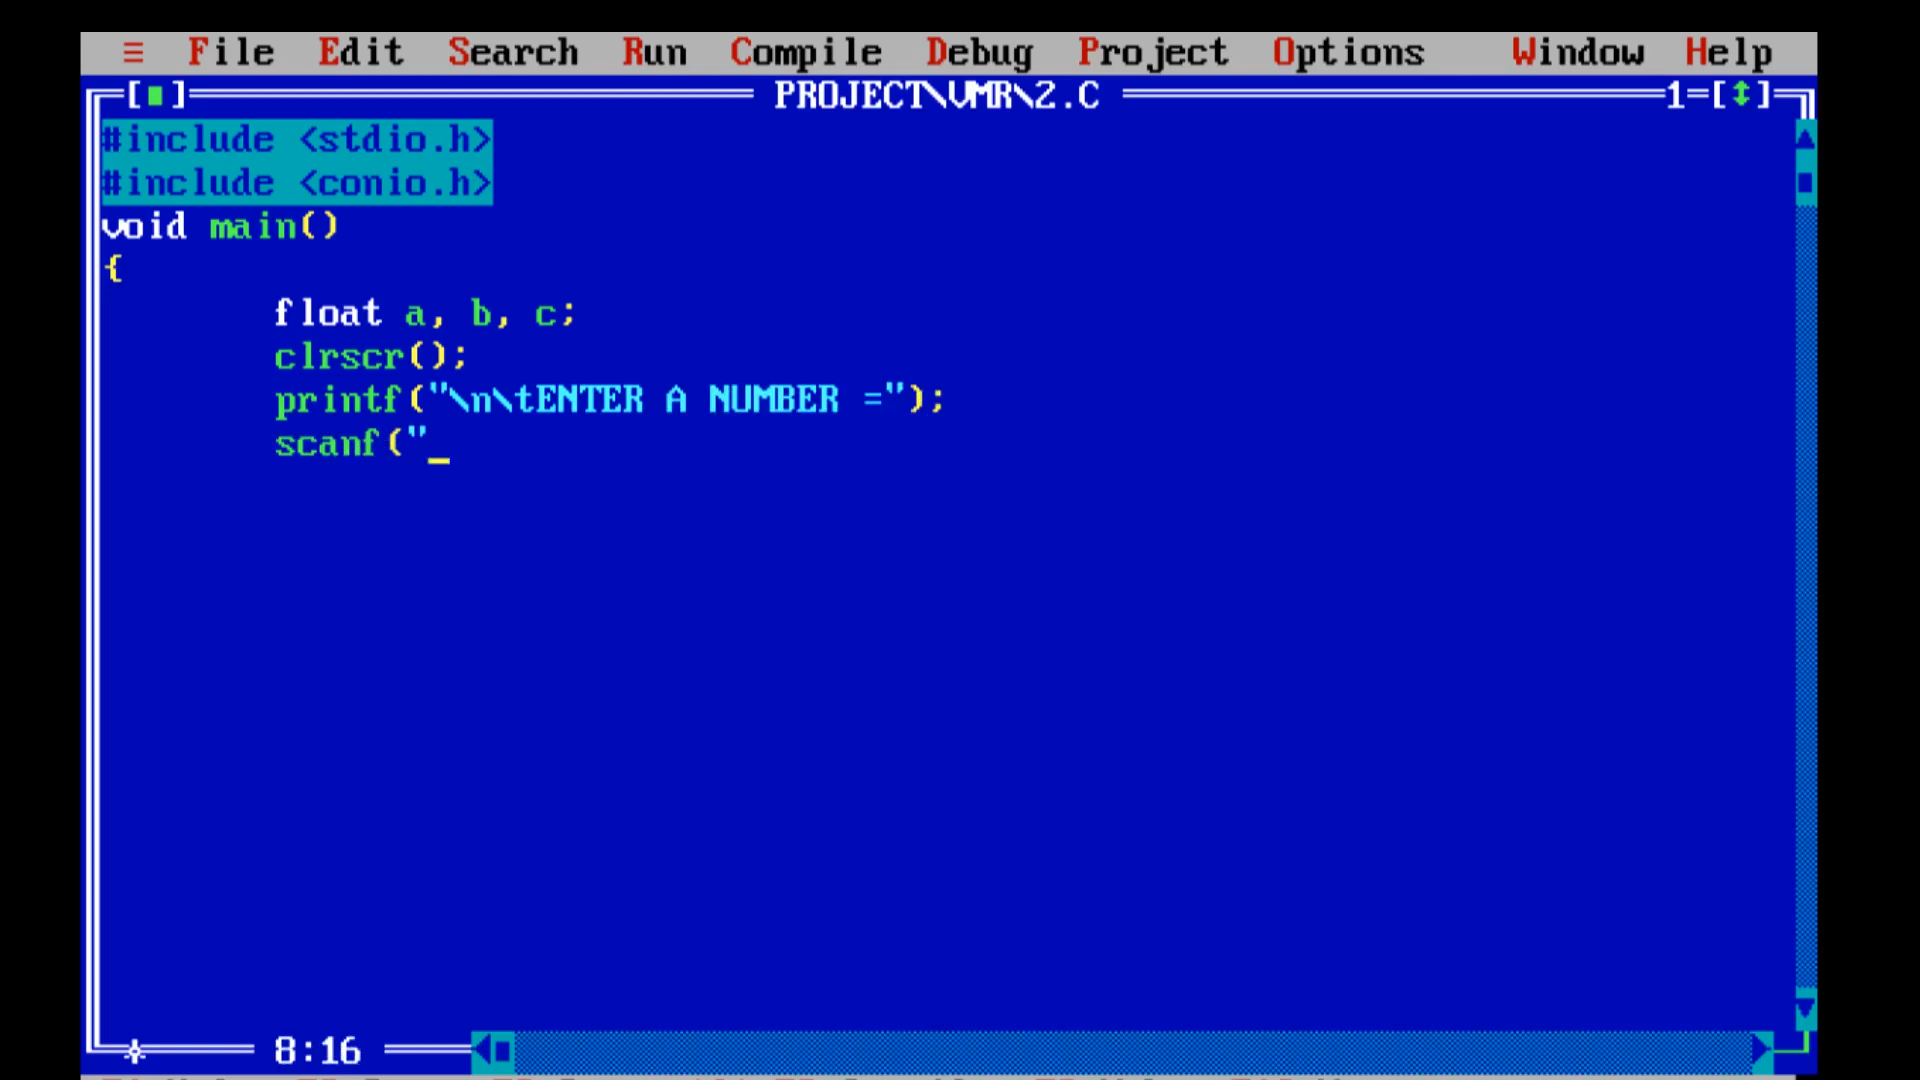 ≡ File Edit Search Run Compile Debug Project Options Window Help
[■] PROJECT\VMR\2.C 1=[↕]
#include <stdio.h>
#include <conio.h>
void main()
{
float a, b, c;
clrscr();
printf("\n\tENTER A NUMBER =");
scanf("_
8:16